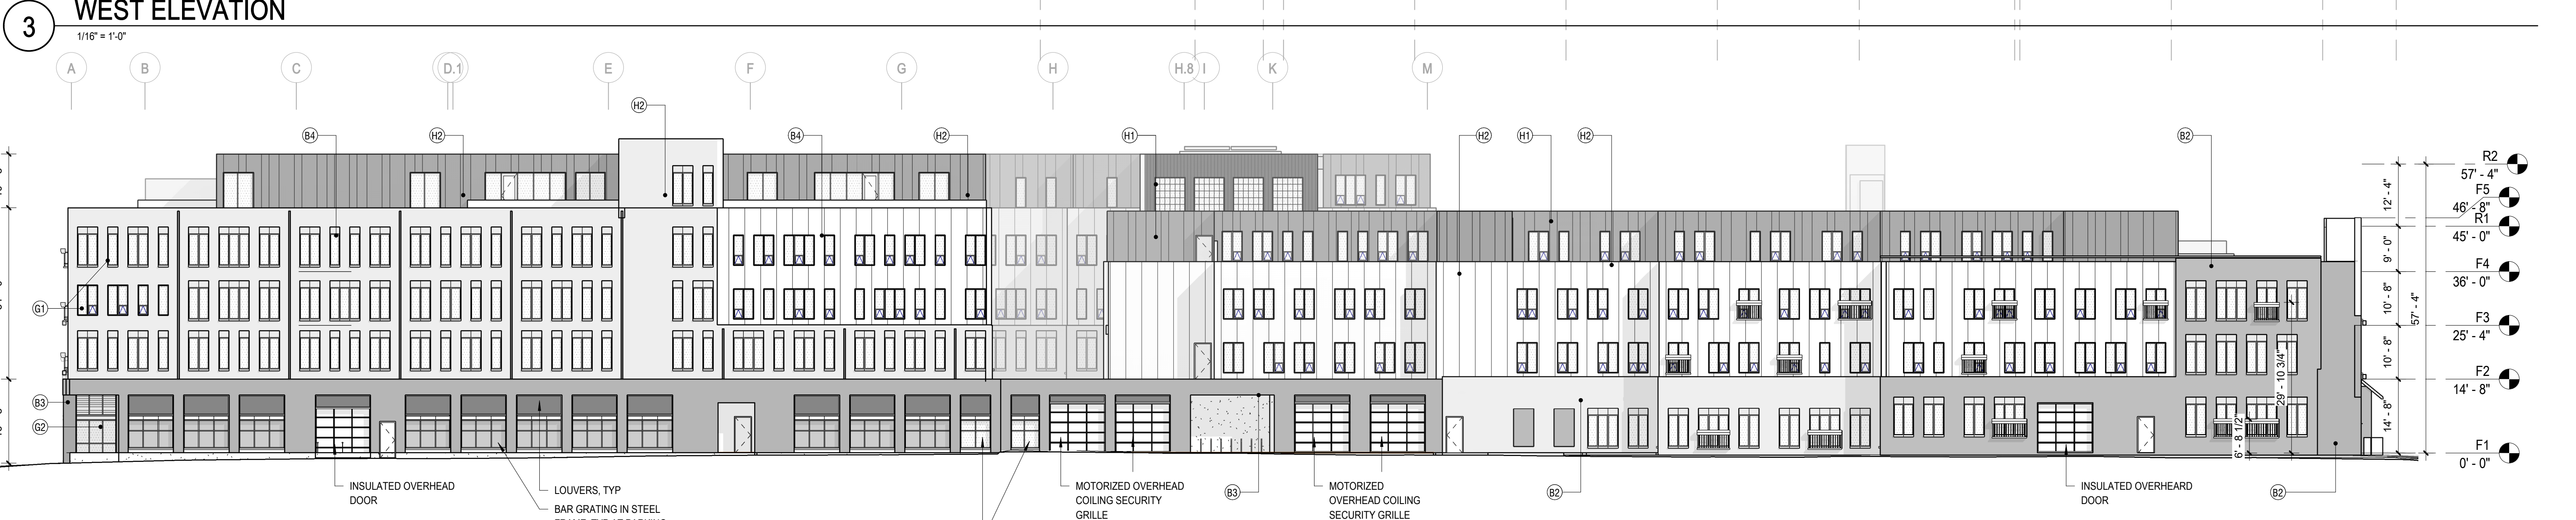 3
WEST ELEVATION
1/16" = 1'-0"
A
B
C
D.1
E
F
G
H
H.8
I
K
M
H2
B4
H2
B4
H2
H1
H2
H1
H2
B2
G1
B3
G2
R2
57' - 4"
F5
46' - 8"
R1
45' - 0"
F4
36' - 0"
F3
25' - 4"
F2
14' - 8"
F1
0' - 0"
12' - 4"
9' - 0"
10' - 8"
10' - 8"
14' - 8"
57' - 4"
29' - 10 3/4"
6' - 8 1/2"
INSULATED OVERHEAD
DOOR
LOUVERS, TYP
BAR GRATING IN STEEL
MOTORIZED OVERHEAD
COILING SECURITY
GRILLE
B3
MOTORIZED
OVERHEAD COILING
SECURITY GRILLE
B2
INSULATED OVERHEARD
DOOR
B2